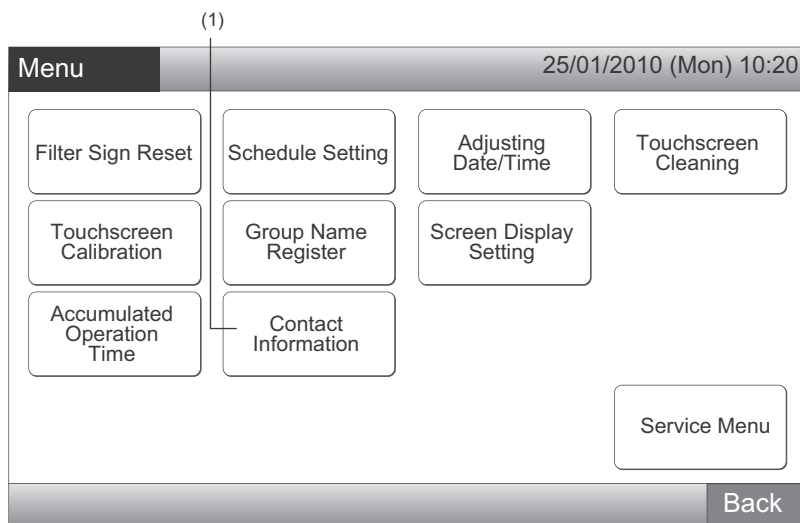 (1)
Menu
25/01/2010 (Mon) 10:20
Filter Sign Reset
Schedule Setting
Adjusting
Date/Time
Touchscreen
Cleaning
Touchscreen
Calibration
Group Name
Register
Screen Display
Setting
Accumulated
Operation
Time
Contact
Information
Service Menu
Back